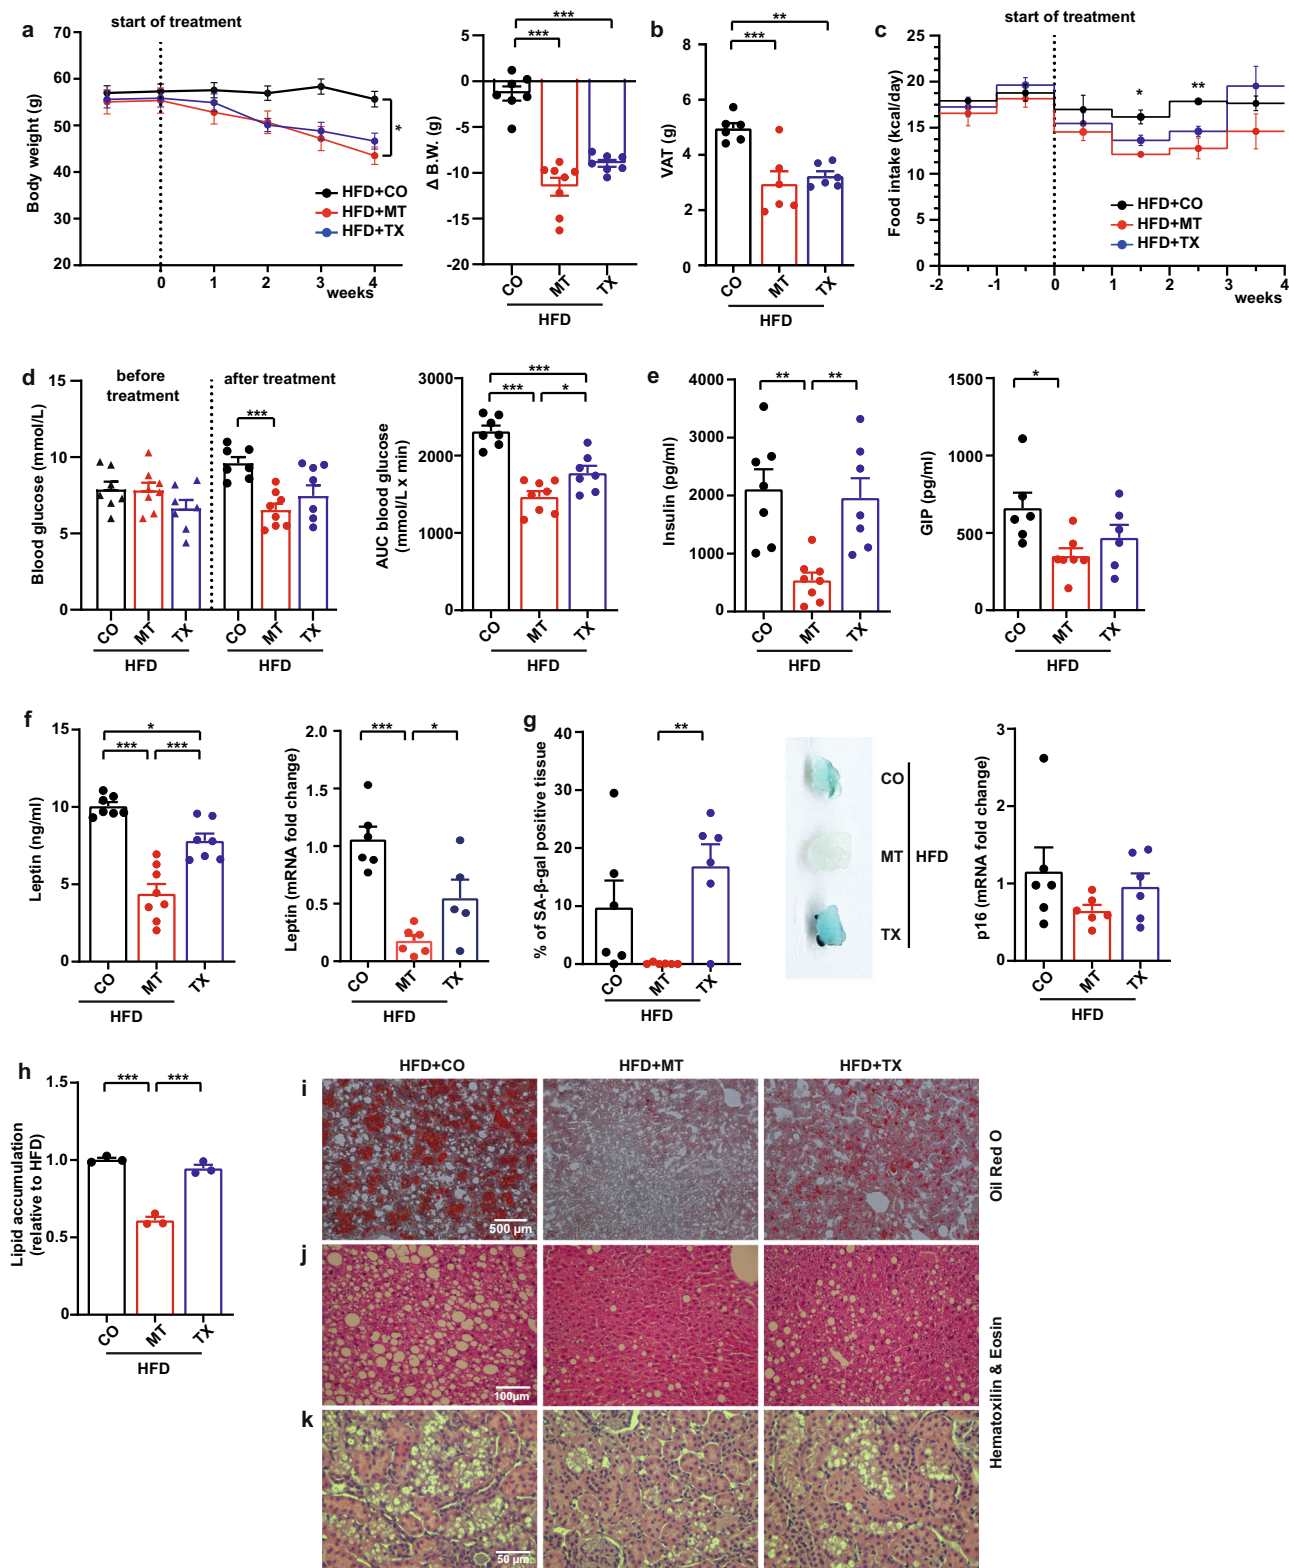 a
start of treatment
Body weight (g)
70
60
50
40
30
20
0
1
2
3
4
weeks
HFD+CO
HFD+MT
HFD+TX
*
Δ B.W. (g)
5
0
-5
-10
-15
-20
***
***
CO
MT
TX
HFD
b
VAT (g)
8
6
4
2
0
**
***
CO
MT
TX
HFD
c
start of treatment
Food intake (kcal/day)
25
20
15
10
5
0
*
**
HFD+CO
HFD+MT
HFD+TX
-2
-1
0
1
2
3
4
weeks
d
before
treatment
after treatment
Blood glucose (mmol/L)
15
10
5
0
***
CO
MT
TX
CO
MT
TX
HFD
HFD
AUC blood glucose
(mmol/L x min)
3000
2000
1000
0
***
***
*
CO
MT
TX
HFD
e
Insulin (pg/ml)
4000
3000
2000
1000
0
**
**
CO
MT
TX
HFD
GIP (pg/ml)
1500
1000
500
0
*
CO
MT
TX
HFD
f
Leptin (ng/ml)
15
10
5
0
*
***
***
CO
MT
TX
HFD
Leptin (mRNA fold change)
2.0
1.5
1.0
0.5
0
***
*
CO
MT
TX
HFD
g
% of SA-β-gal positive tissue
40
30
20
10
0
**
CO
MT
TX
HFD
CO
MT
TX
HFD
p16 (mRNA fold change)
3
2
1
0
CO
MT
TX
HFD
h
Lipid accumulation
(relative to HFD)
1.5
1.0
0.5
0
***
***
CO
MT
TX
HFD
HFD+CO
HFD+MT
HFD+TX
i
500 µm
Oil Red O
j
100µm
k
50 µm
Hematoxilin & Eosin